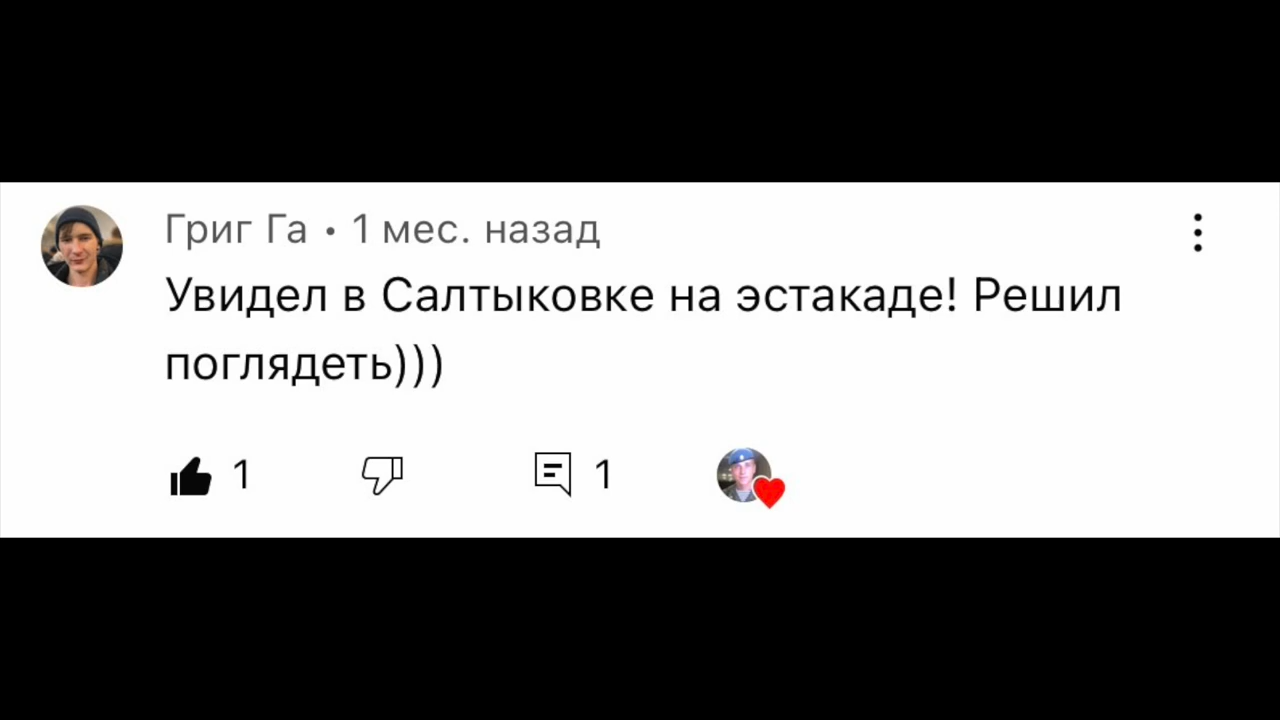 Григ Га • 1 мес. назад
Увидел в Салтыковке на эстакаде! Решил
поглядеть)))
1 1